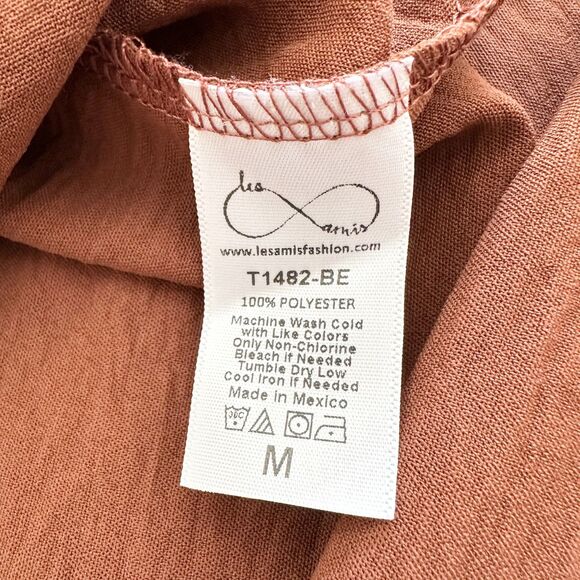 les
amis
www.lesamisfashion.com
T1482-BE
100% POLYESTER
Machine Wash Cold
with Like Colors
Only Non-Chlorine
Bleach if Needed
Tumble Dry Low
Cool Iron if Needed
Made in Mexico
30C
M